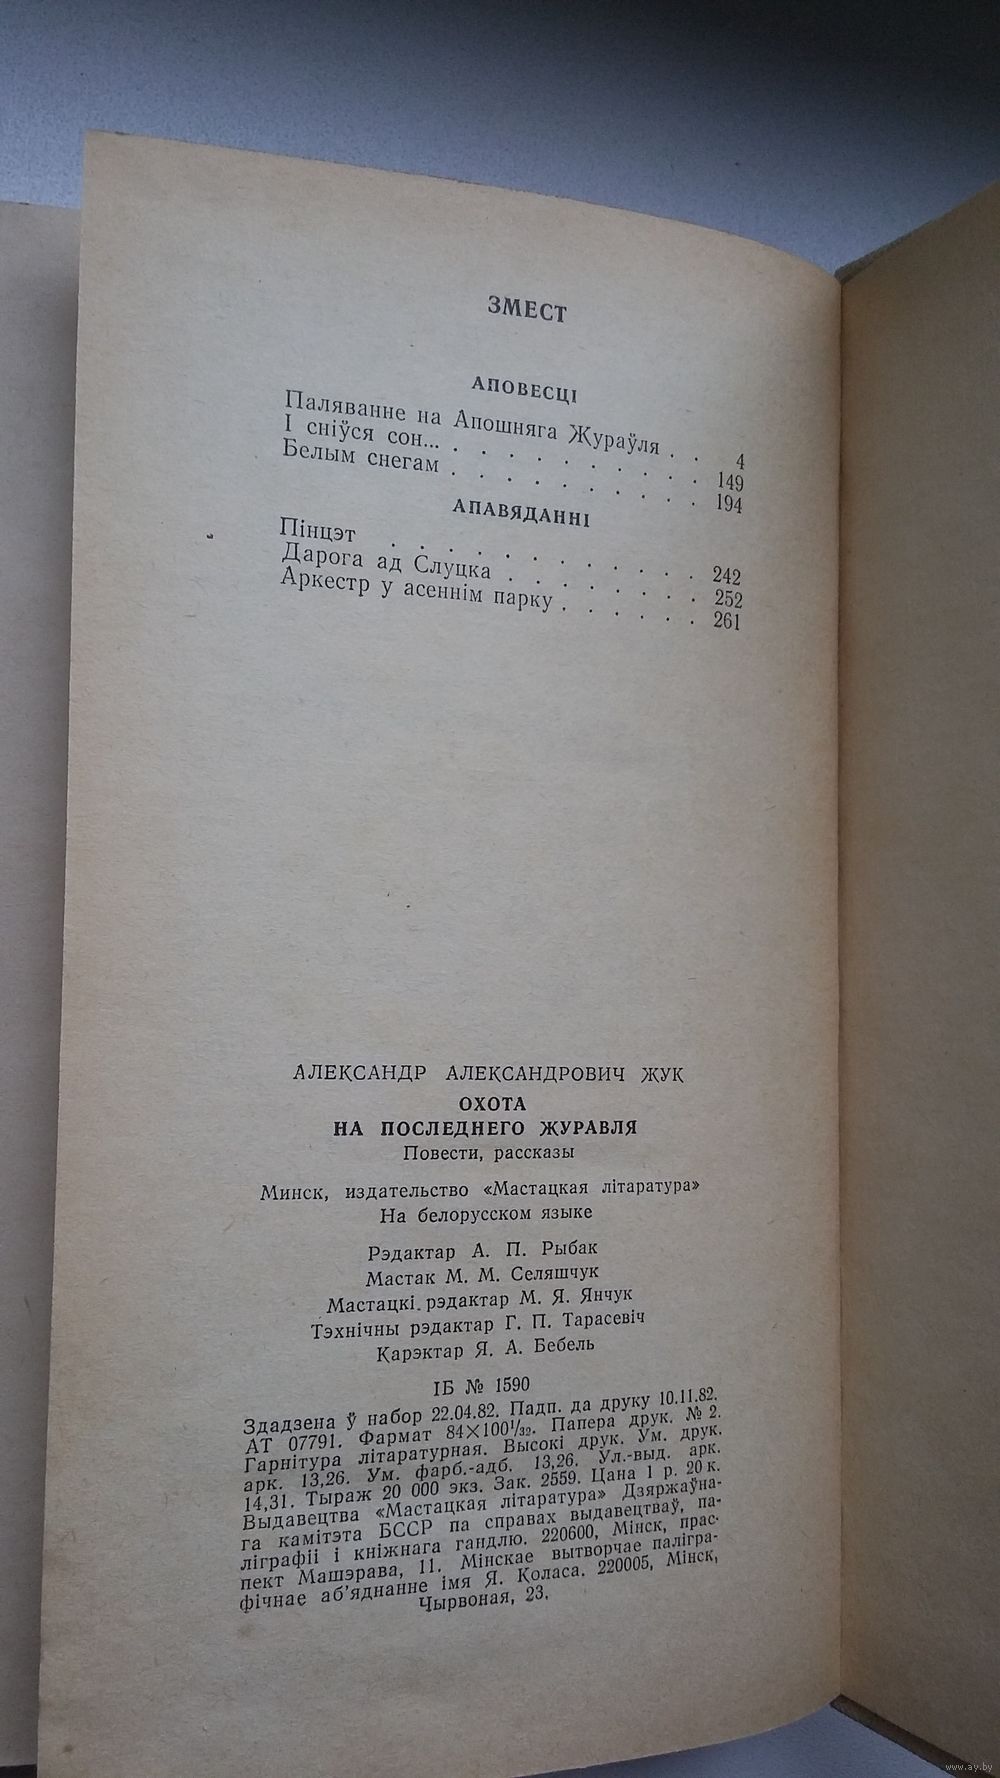 ЗМЕСТ
АПОВЕСЦІ
Паляванне на Апошняга Жураўля . . 4
І сніўся сон... . . . . . . . . . . 149
Белым снегам . . . . . . . . . 194
АПАВЯДАННІ
Пінцэт . . . . . . . . . . . 242
Дарога ад Слуцка . . . . . . . 252
Аркестр у асеннім парку . . . . . 261
АЛЕКСАНДР АЛЕКСАНДРОВИЧ ЖУК
ОХОТА
НА ПОСЛЕДНЕГО ЖУРАВЛЯ
Повести, рассказы
Минск, издательство «Мастацкая літаратура»
На белорусском языке
Рэдактар А. П. Рыбак
Мастак М. М. Селяшчук
Мастацкі рэдактар М. Я. Янчук
Тэхнічны рэдактар Г. П. Тарасевіч
Карэктар Я. А. Бебель
ІБ № 1590
Здадзена ў набор 22.04.82. Падп. да друку 10.11.82.
АТ 07791. Фармат 84×100¹/₃₂. Папера друк. № 2.
Гарнітура літаратурная. Высокі друк. Ум. друк.
арк. 13,26. Ум. фарб.-адб. 13,26. Ул.-выд. арк.
14,31. Тыраж 20 000 экз. Зак. 2559. Цана 1 р. 20 к.
Выдавецтва «Мастацкая літаратура» Дзяржаўна-
га камітэта БССР па справах выдавецтваў, па-
ліграфіі і кніжнага гандлю. 220600, Мінск, прас-
пект Машэрава, 11. Мінскае вытворчае палігра-
фічнае аб'яднанне імя Я. Коласа. 220005, Мінск,
Чырвоная, 23.
www.ay.by